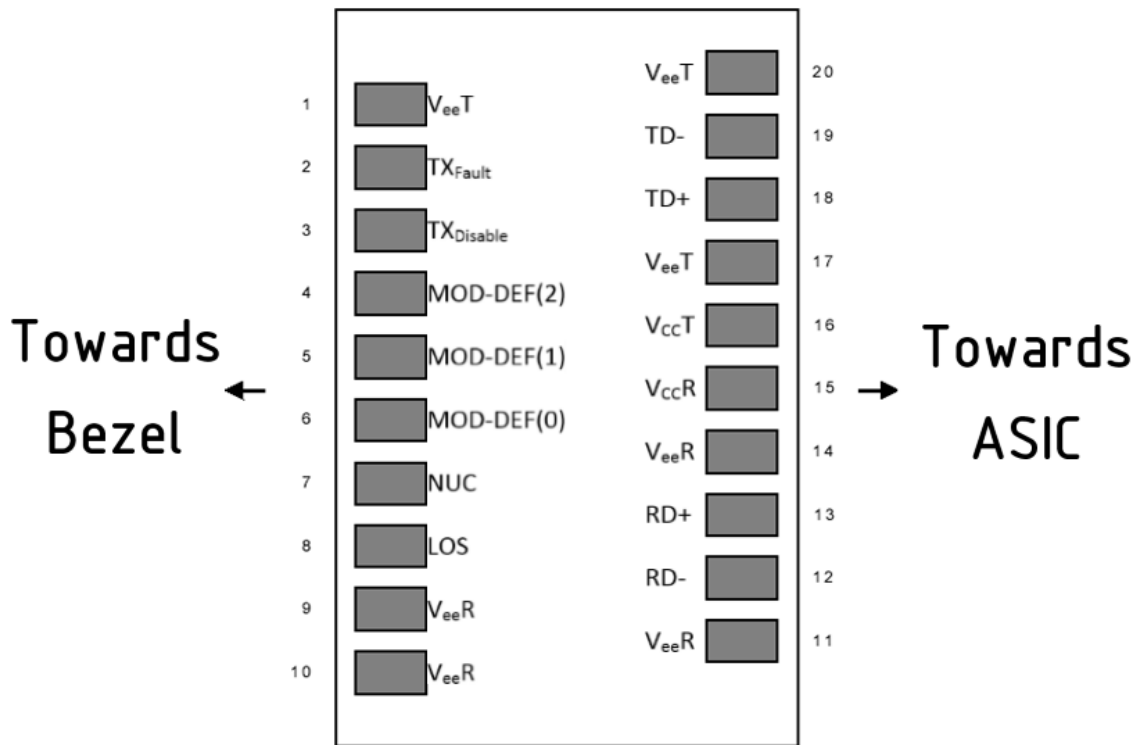 Towards
Bezel
1 VeeT
2 TXFault
3 TXDisable
4 MOD-DEF(2)
5 MOD-DEF(1)
6 MOD-DEF(0)
7 NUC
8 LOS
9 VeeR
10 VeeR
VeeT 20
TD- 19
TD+ 18
VeeT 17
VCCT 16
VCCR 15
VeeR 14
RD+ 13
RD- 12
VeeR 11
Towards
ASIC